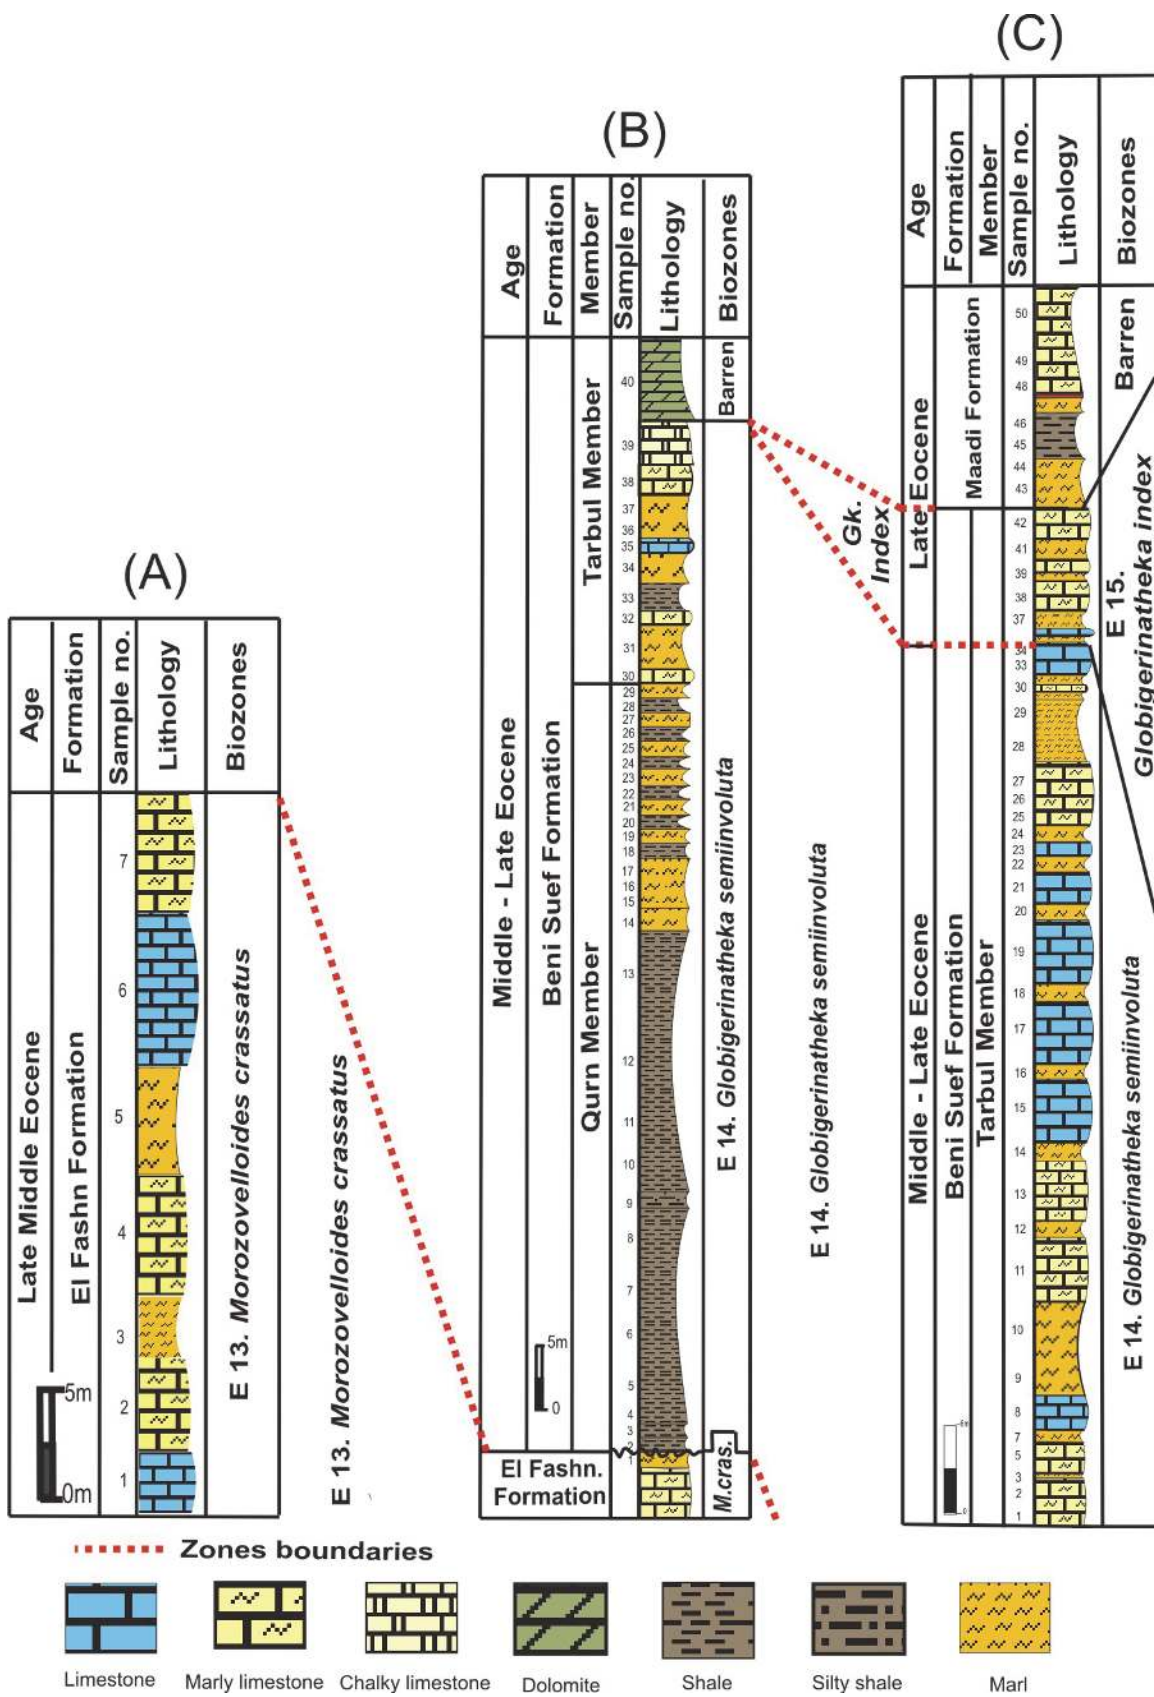 (C)
Age
Formation
Member
Sample no.
Lithology
Biozones
50
49
48
46
45
44
43
42
41
39
38
37
34
33
30
29
28
27
26
25
24
23
22
21
20
19
18
17
16
15
14
13
12
11
10
9
8
7
5
3
2
1
Late Eocene
Maadi Formation
Barren
E 15.
Globigerinatheka index
Middle - Late Eocene
Beni Suef Formation
Tarbul Member
E 14. Globigerinatheka semiinvoluta
0
(B)
Age
Formation
Member
Sample no.
Lithology
Biozones
40
39
38
37
36
35
34
33
32
31
30
29
28
27
26
25
24
23
22
21
20
19
18
17
16
15
14
13
12
11
10
9
8
7
6
5
4
3
2
1
Middle - Late Eocene
Beni Suef Formation
Tarbul Member
Qurn Member
Barren
E 14. Globigerinatheka semiinvoluta
5m
0
El Fashn.
Formation
M.cras.
Gk.
Index
E 14. Globigerinatheka semiinvoluta
(A)
Age
Formation
Sample no.
Lithology
Biozones
7
6
5
4
3
2
1
Late Middle Eocene
El Fashn Formation
E 13. Morozovelloides crassatus
5m
0m
E 13. Morozovelloides crassatus
Zones boundaries
Limestone
Marly limestone
Chalky limestone
Dolomite
Shale
Silty shale
Marl